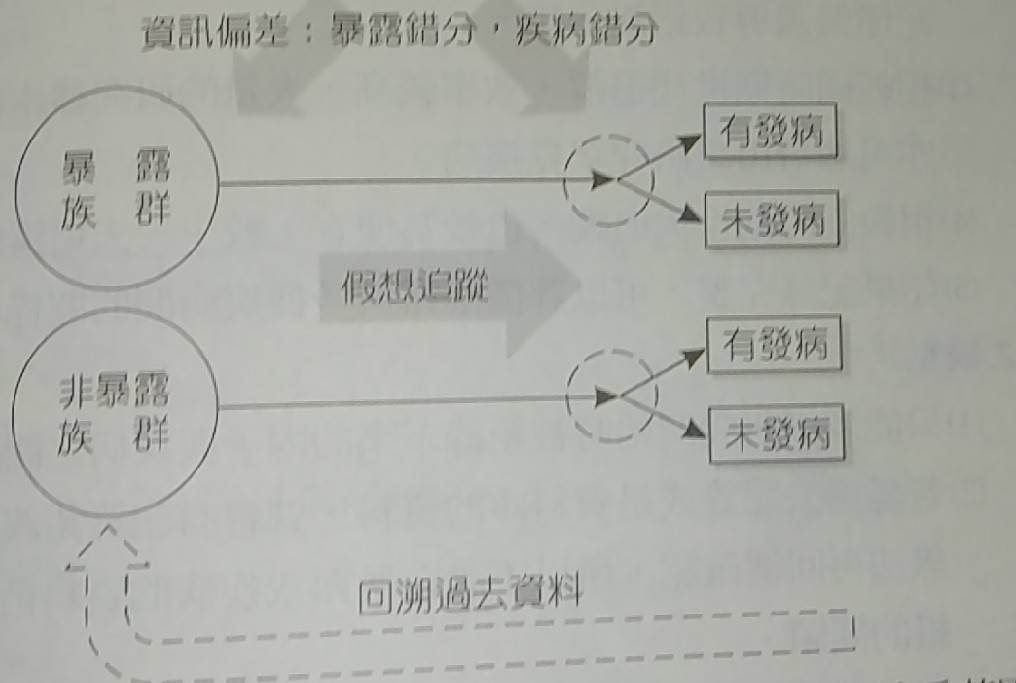 資訊偏差：暴露錯分，疾病錯分
暴 露
族 群
有發病
未發病
假想追蹤
非暴露
族 群
有發病
未發病
回溯過去資料